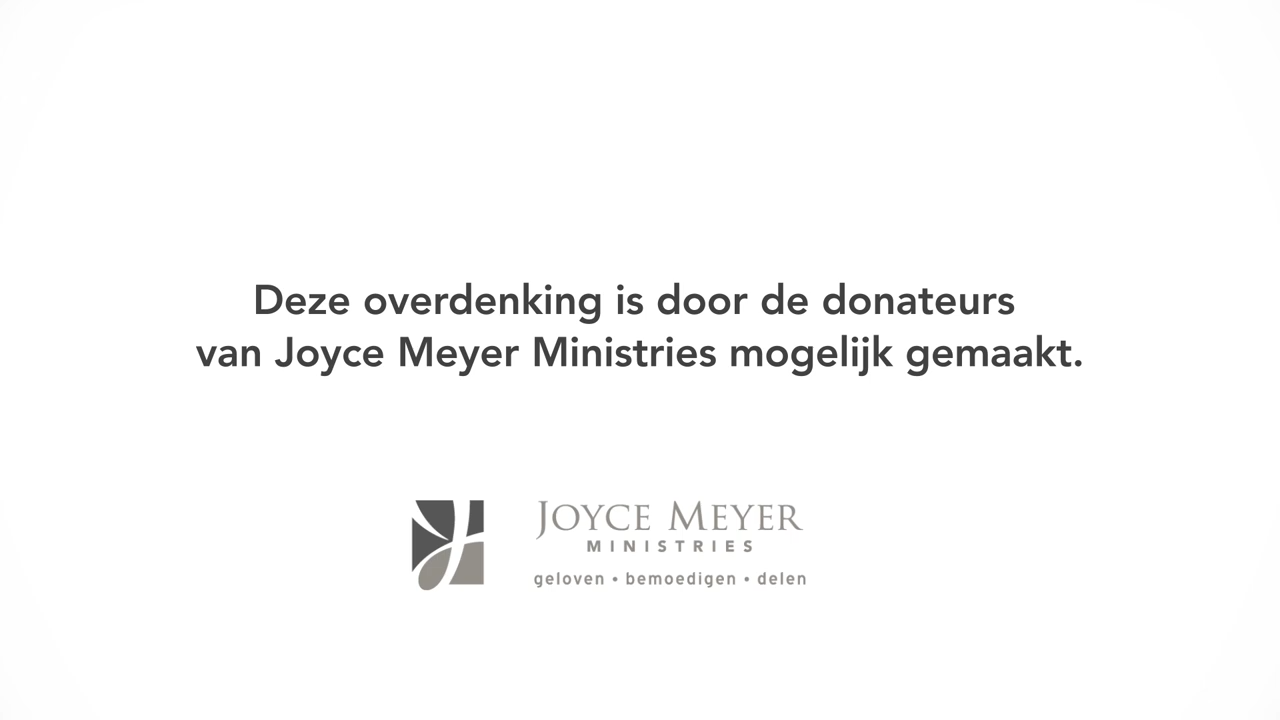 Deze overdenking is door de donateurs
van Joyce Meyer Ministries mogelijk gemaakt.
JOYCE MEYER
MINISTRIES
geloven • bemoedigen • delen